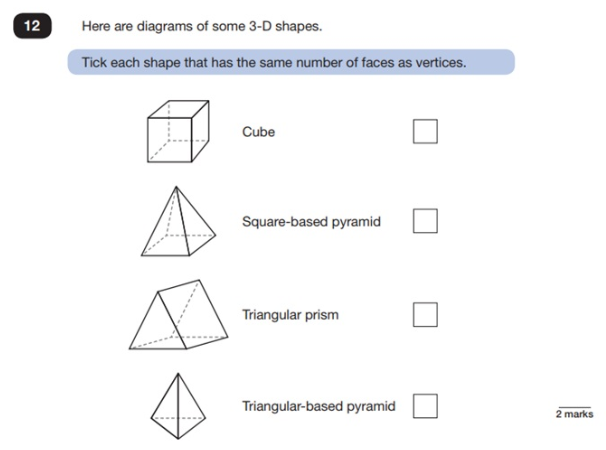 12 Here are diagrams of some 3-D shapes.
Tick each shape that has the same number of faces as vertices.
Cube
Square-based pyramid
Triangular prism
Triangular-based pyramid
2 marks